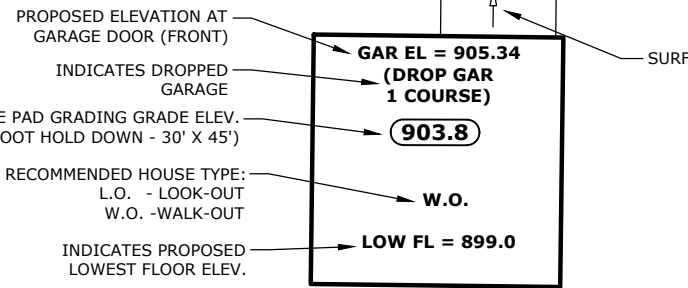 PROPOSED ELEVATION AT
GARAGE DOOR (FRONT)
INDICATES DROPPED
GARAGE
PAD GRADING GRADE ELEV.
HOLD DOWN - 30' X 45')
RECOMMENDED HOUSE TYPE:
L.O. - LOOK-OUT
W.O. -WALK-OUT
INDICATES PROPOSED
LOWEST FLOOR ELEV.
GAR EL = 905.34
(DROP GAR
1 COURSE)
903.8
W.O.
LOW FL = 899.0